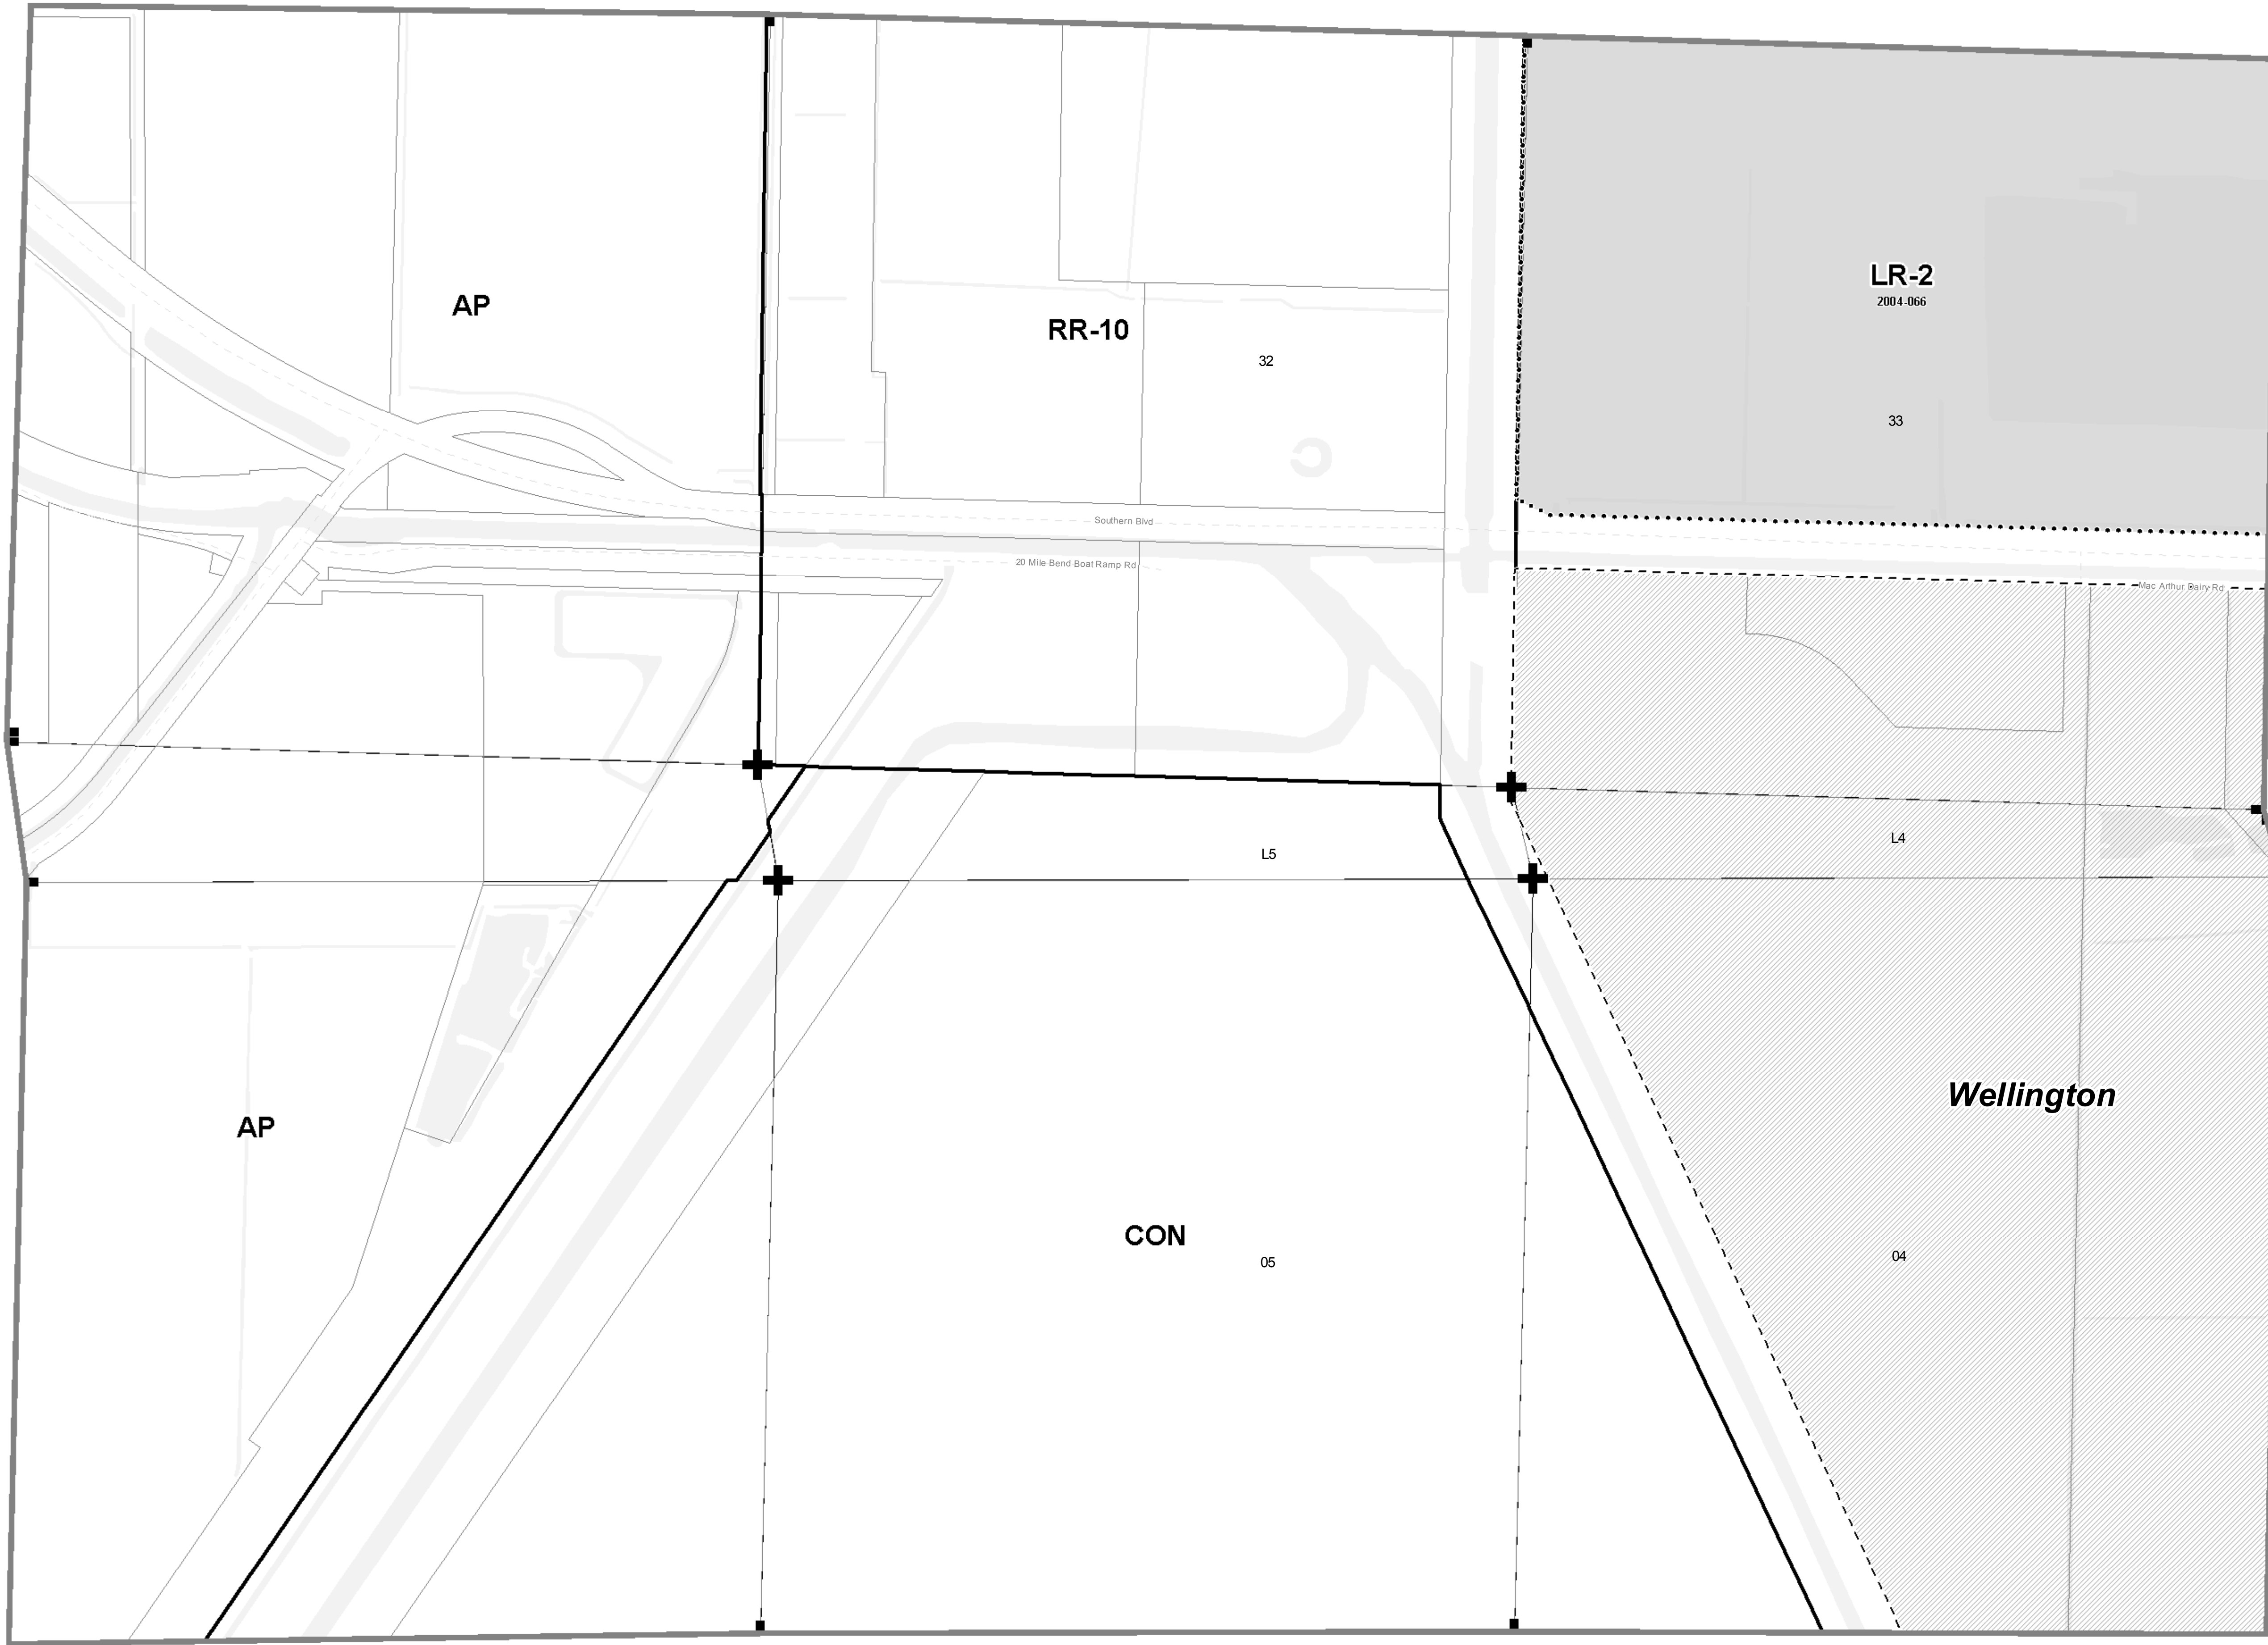 LR-2
2004-066
AP
RR-10
32
33
Southern Blvd
20 Mile Bend Boat Ramp Rd
Mac Arthur Dairy Rd
L4
L5
Wellington
AP
CON
05
04